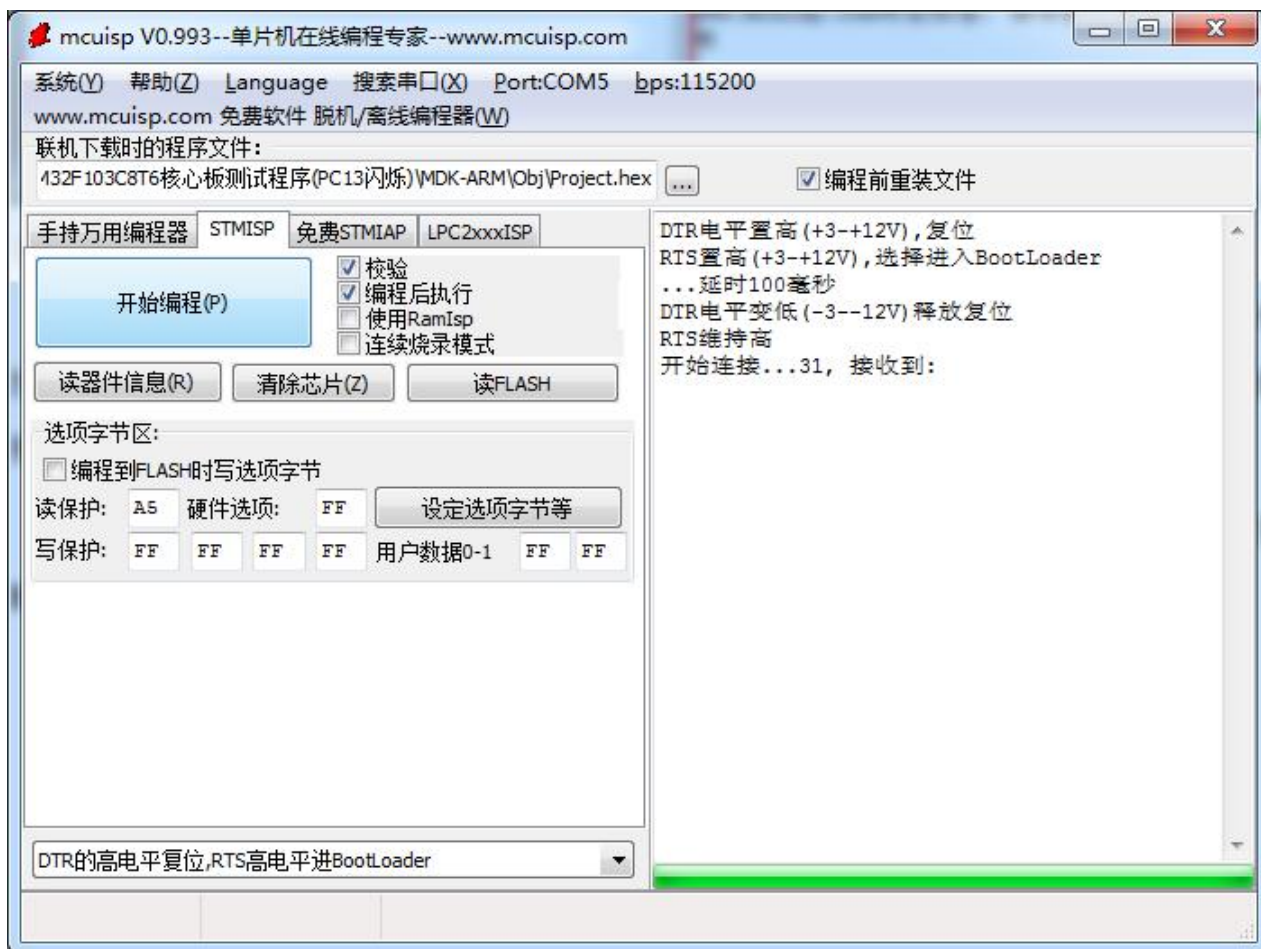 mcuisp V0.993--单片机在线编程专家--www.mcuisp.com
系统(Y) 帮助(Z) Language 搜索串口(X) Port:COM5 bps:115200
www.mcuisp.com 免费软件 脱机/离线编程器(W)
联机下载时的程序文件:
432F103C8T6核心板测试程序(PC13闪烁)\MDK-ARM\Obj\Project.hex ... 编程前重装文件
手持万用编程器 STMISP 免费STMIAP LPC2xxxISP
开始编程(P)
校验
编程后执行
使用RamIsp
连续烧录模式
读器件信息(R) 清除芯片(Z) 读FLASH
选项字节区:
编程到FLASH时写选项字节
读保护: A5 硬件选项: FF 设定选项字节等
写保护: FF FF FF FF 用户数据0-1 FF FF
DTR的高电平复位,RTS高电平进BootLoader
DTR电平置高(+3-+12V),复位
RTS置高(+3-+12V),选择进入BootLoader
...延时100毫秒
DTR电平变低(-3--12V)释放复位
RTS维持高
开始连接...31, 接收到: